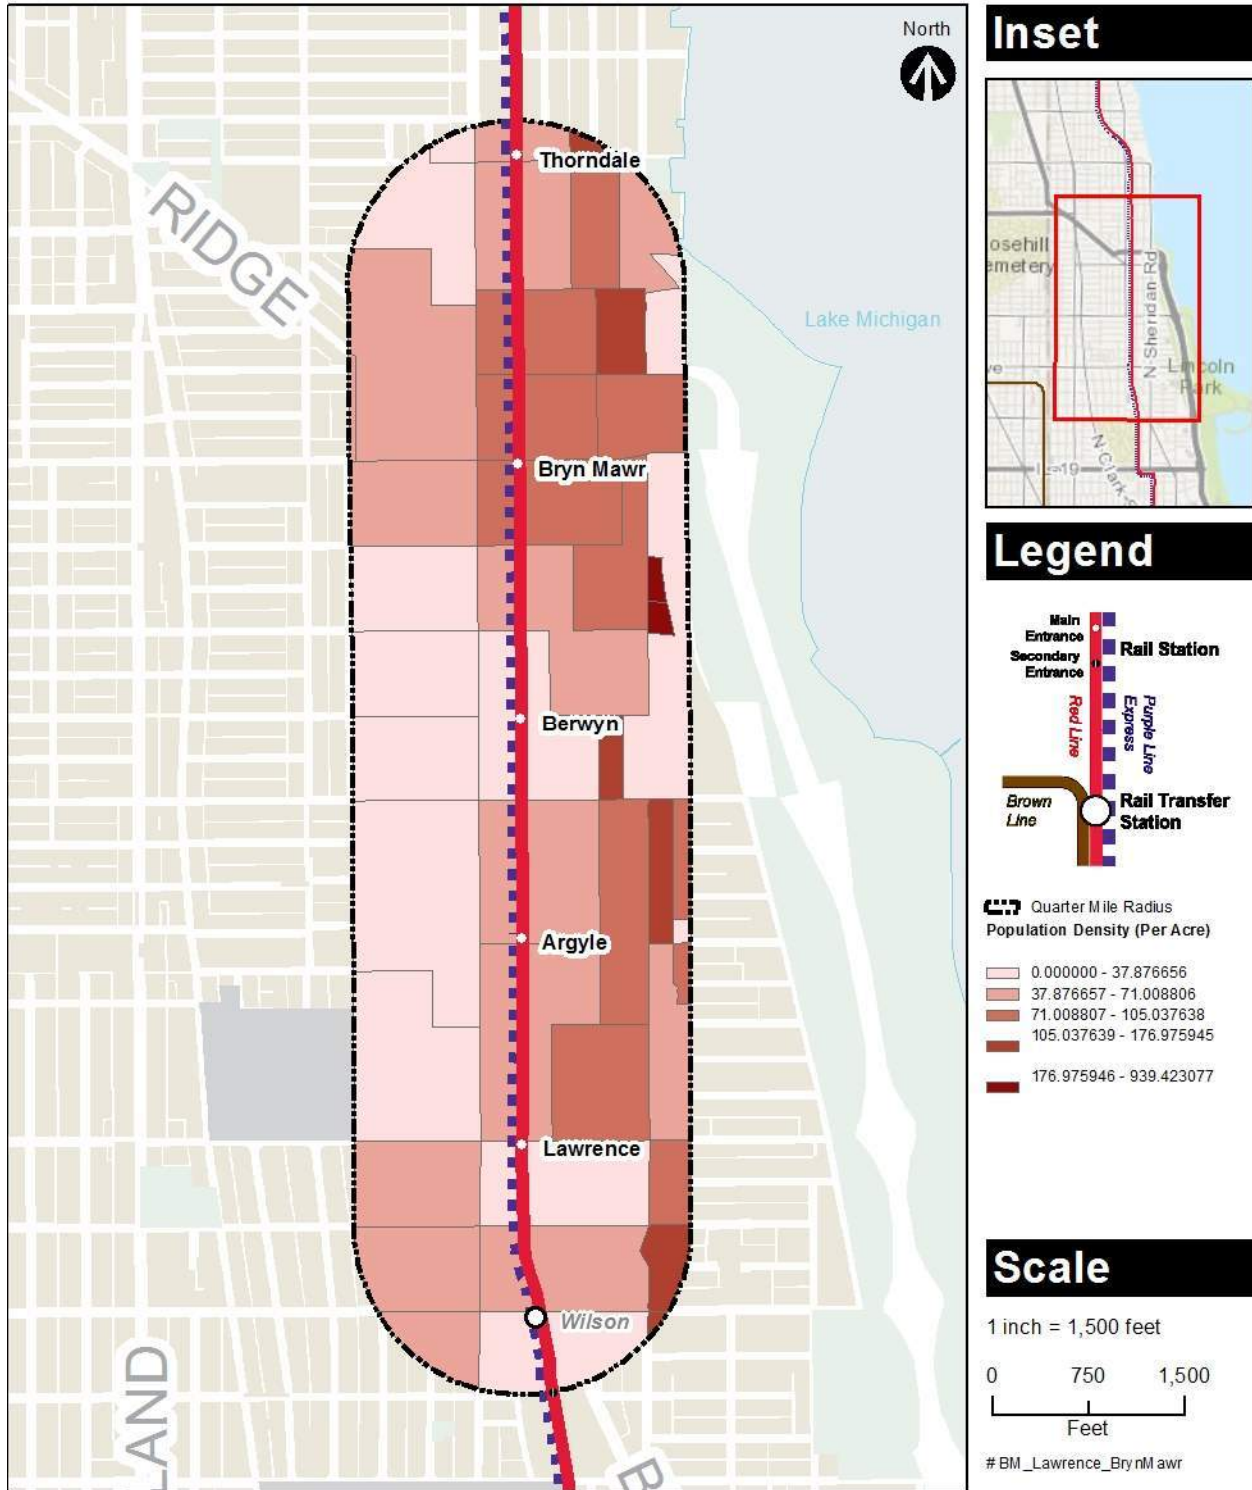 North
Thorndale
RIDGE
Lake Michigan
Bryn Mawr
Berwyn
Argyle
Lawrence
Wilson
LAND
B
Inset
osehill
emetery
N-Sheridan-Rd
ve
Lincoln
Park
N-Clark-S
Legend
Main
Entrance
Secondary
Entrance
Rail Station
Red Line
Purple Line
Express
Brown
Line
Rail Transfer
Station
Quarter Mile Radius
Population Density (Per Acre)
0.000000 - 37.876656
37.876657 - 71.008806
71.008807 - 105.037638
105.037639 - 176.975945
176.975946 - 939.423077
Scale
1 inch = 1,500 feet
0 750 1,500
Feet
# BM_Lawrence_BrynMawr